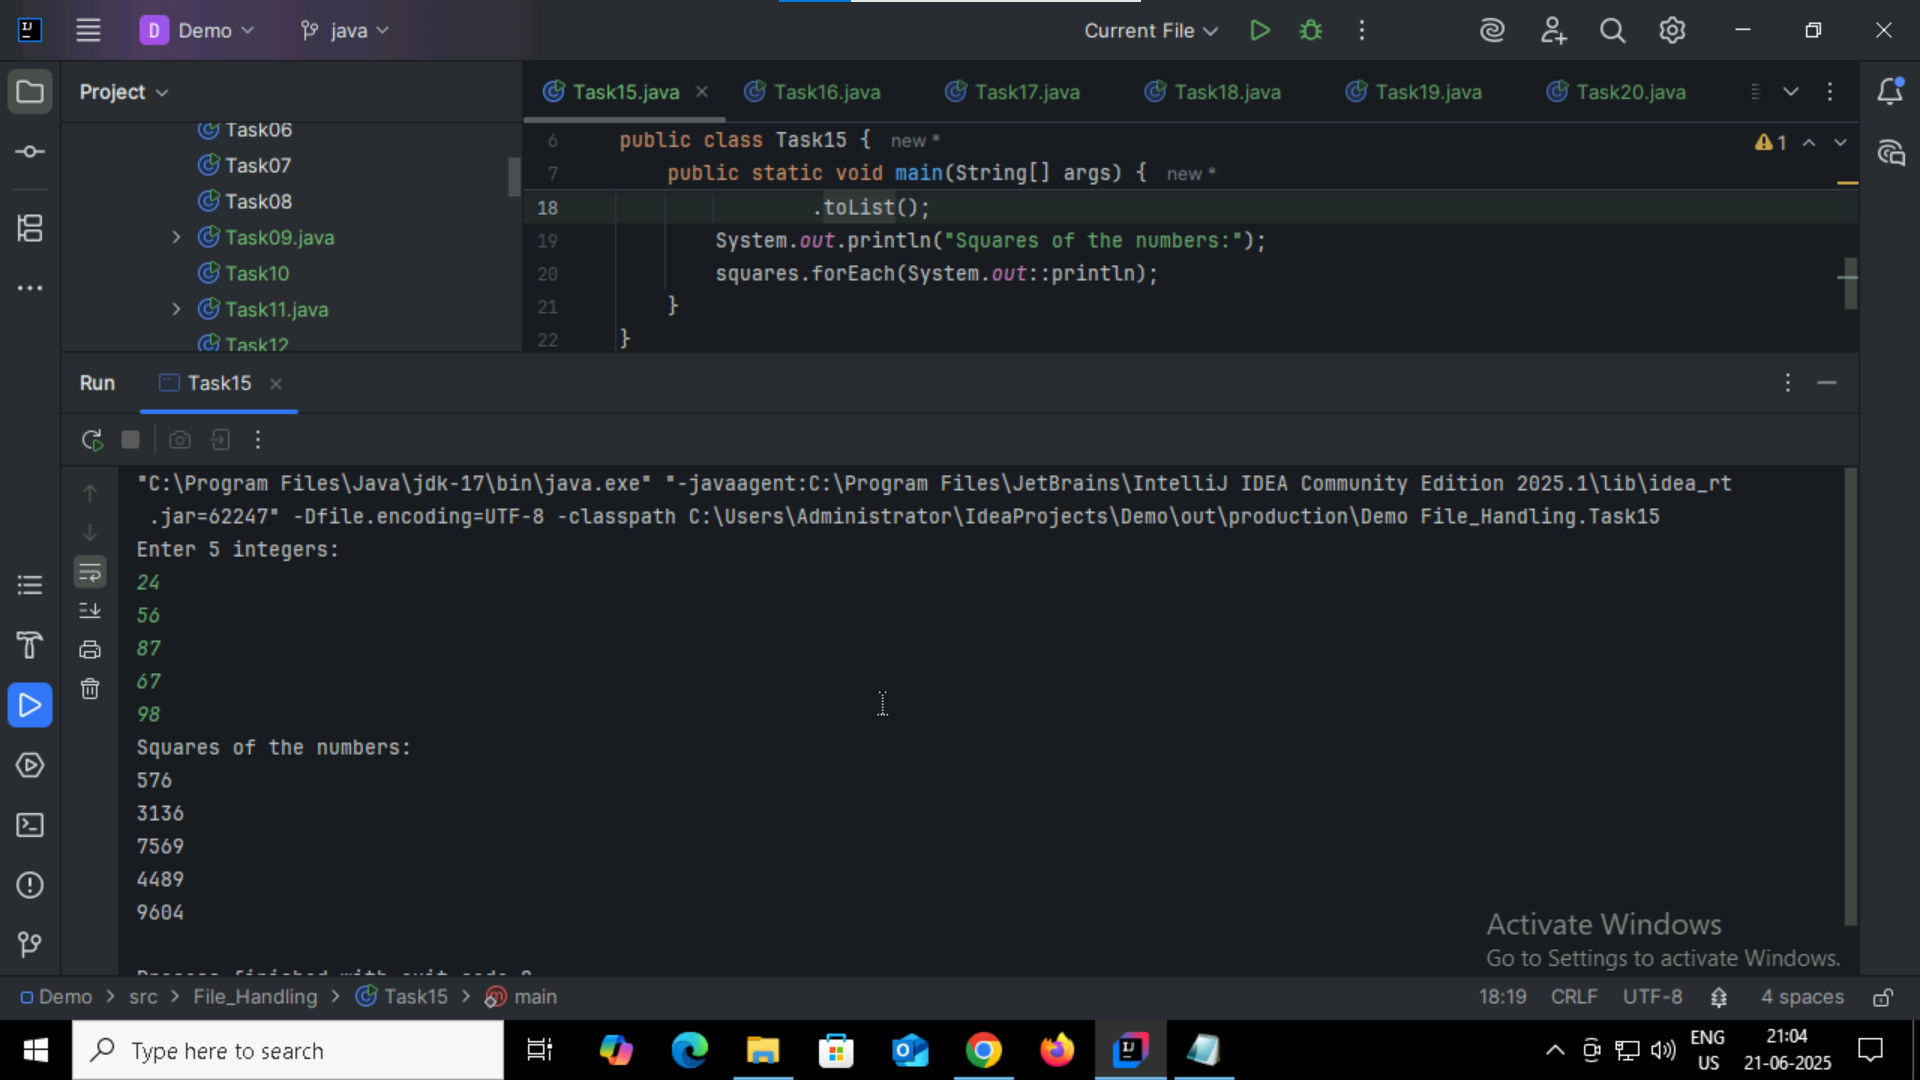 D Demo java Current File
Project
Task06
Task07
Task08
Task09.java
Task10
Task11.java
Task12
Task15.java Task16.java Task17.java Task18.java Task19.java Task20.java
6 public class Task15 { new *
7 public static void main(String[] args) { new *
1
18 .toList();
19 System.out.println("Squares of the numbers:");
20 squares.forEach(System.out::println);
21 }
22 }
Run Task15
"C:\Program Files\Java\jdk-17\bin\java.exe" "-javaagent:C:\Program Files\JetBrains\IntelliJ IDEA Community Edition 2025.1\lib\idea_rt
.jar=62247" -Dfile.encoding=UTF-8 -classpath C:\Users\Administrator\IdeaProjects\Demo\out\production\Demo File_Handling.Task15
Enter 5 integers:
24
56
87
67
98
Squares of the numbers:
576
3136
7569
4489
9604
Process finished with exit code 0
Activate Windows
Go to Settings to activate Windows.
Demo > src > File_Handling > Task15 > main 18:19 CRLF UTF-8 4 spaces
Type here to search
ENG
US
21:04
21-06-2025